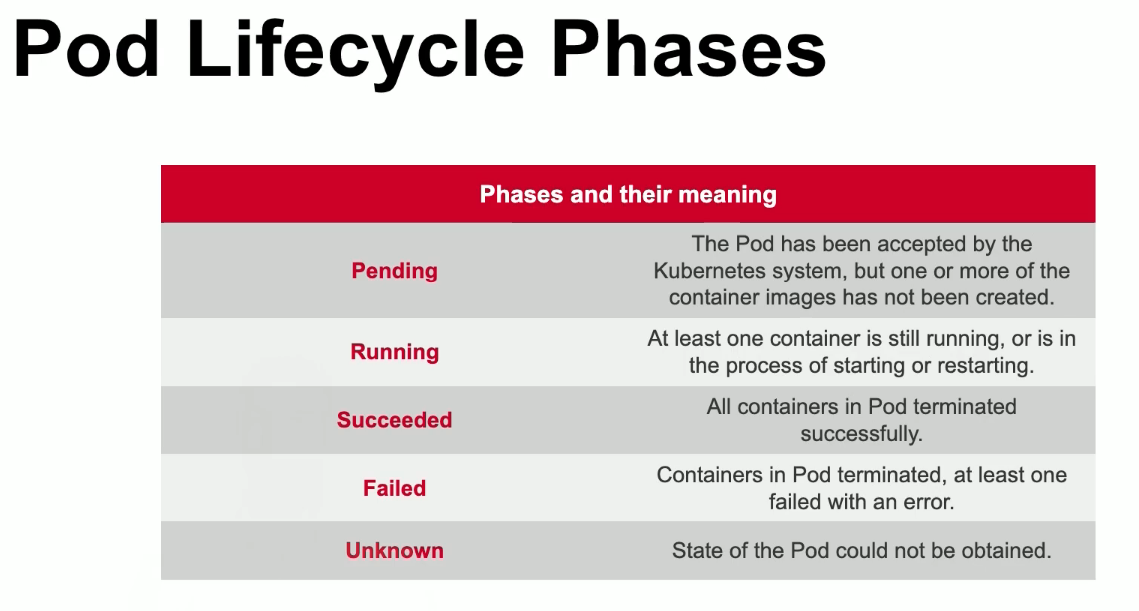 Pod Lifecycle Phases
Phases and their meaning
Pending
The Pod has been accepted by the
Kubernetes system, but one or more of the
container images has not been created.
Running
At least one container is still running, or is in
the process of starting or restarting.
Succeeded
All containers in Pod terminated
successfully.
Failed
Containers in Pod terminated, at least one
failed with an error.
Unknown
State of the Pod could not be obtained.